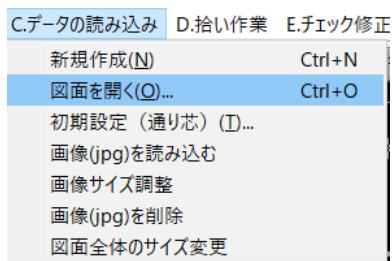 C.データの読み込み D.拾い作業 E.チェック修正
新規作成(N) Ctrl+N
図面を開く(O)... Ctrl+O
初期設定（通り芯）(T)...
画像(jpg)を読み込む
画像サイズ調整
画像(jpg)を削除
図面全体のサイズ変更